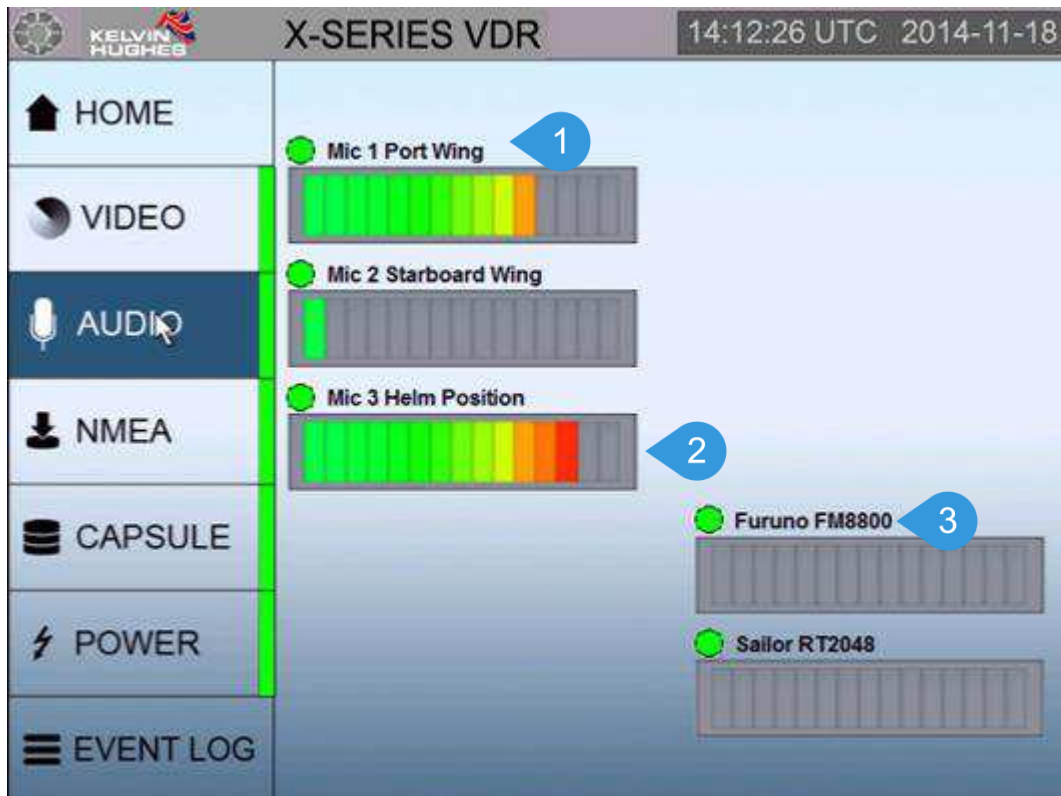 KELVIN HUGHES
X-SERIES VDR
14:12:26 UTC 2014-11-18
HOME
VIDEO
AUDIO
NMEA
CAPSULE
POWER
EVENT LOG
Mic 1 Port Wing
1
Mic 2 Starboard Wing
Mic 3 Helm Position
2
Furuno FM8800
3
Sailor RT2048